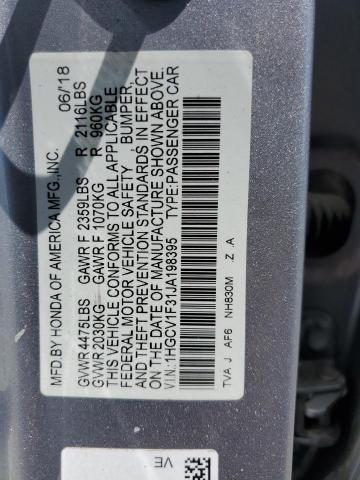 MFD.BY HONDA OF AMERICA MFG.,INC. 06/'18
GVWR 4475LBS GAWR F 2359LBS R 2116LBS
GVWR 2030KG GAWR F 1070KG R 960KG
THIS VEHICLE CONFORMS TO ALL APPLICABLE
FEDERAL MOTOR VEHICLE SAFETY , BUMPER,
AND THEFT PREVENTION STANDARDS IN EFFECT
ON THE DATE OF MANUFACTURE SHOWN ABOVE.
VIN:1HGCV1F31JA198395 TYPE:PASSENGER CAR
TVA J AF6 NH830M Z A
VE